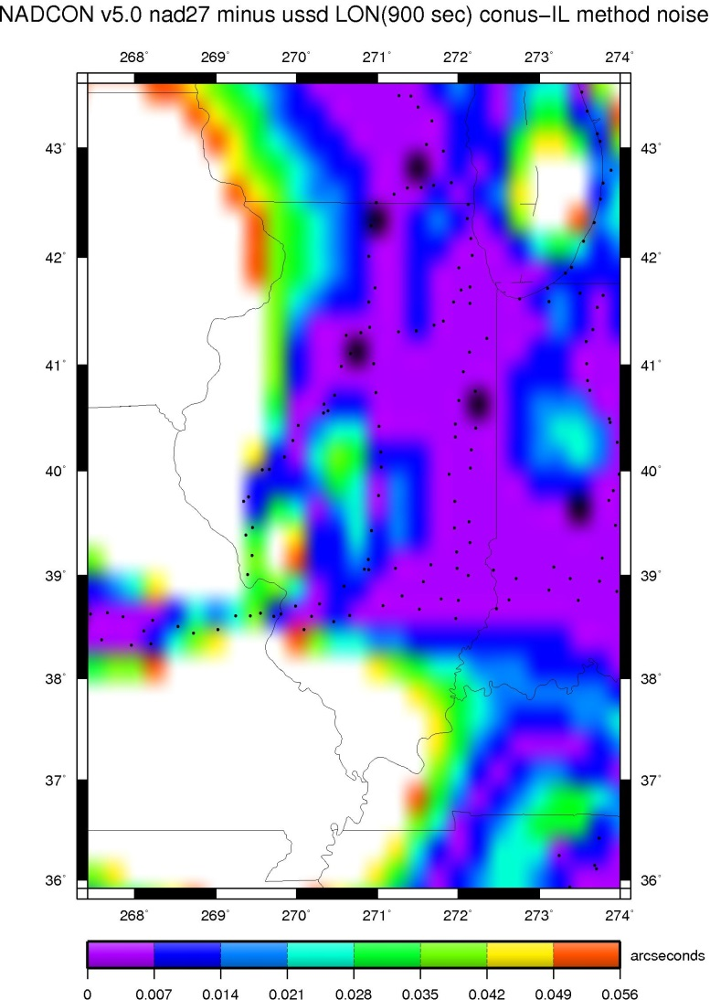 NADCON v5.0 nad27 minus ussd LON(900 sec) conus−IL method noise
268˚ 269˚ 270˚ 271˚ 272˚ 273˚ 274˚
43˚ 43˚
42˚ 42˚
41˚ 41˚
40˚ 40˚
39˚ 39˚
38˚ 38˚
37˚ 37˚
36˚ 36˚
268˚ 269˚ 270˚ 271˚ 272˚ 273˚ 274˚
arcseconds
0 0.007 0.014 0.021 0.028 0.035 0.042 0.049 0.056